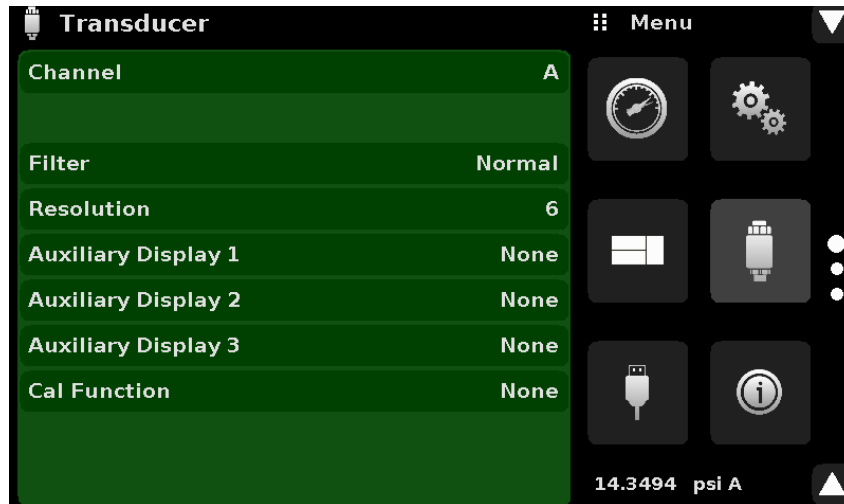 Transducer
Menu
Channel A
Filter Normal
Resolution 6
Auxiliary Display 1 None
Auxiliary Display 2 None
Auxiliary Display 3 None
Cal Function None
14.3494 psi A